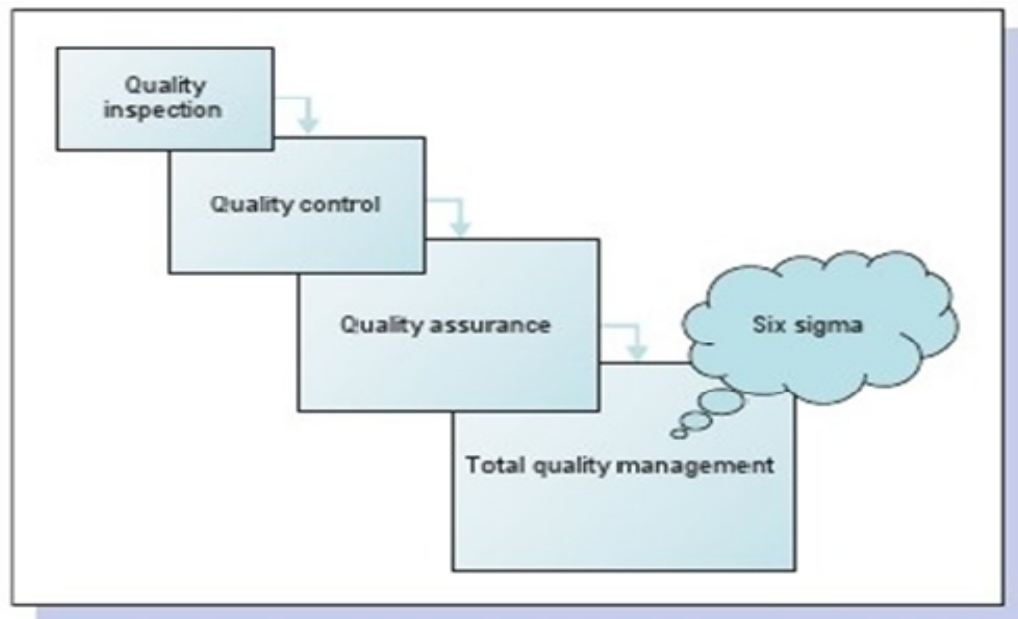 Quality
inspection
Quality control
Quality assurance
Six sigma
Total quality management